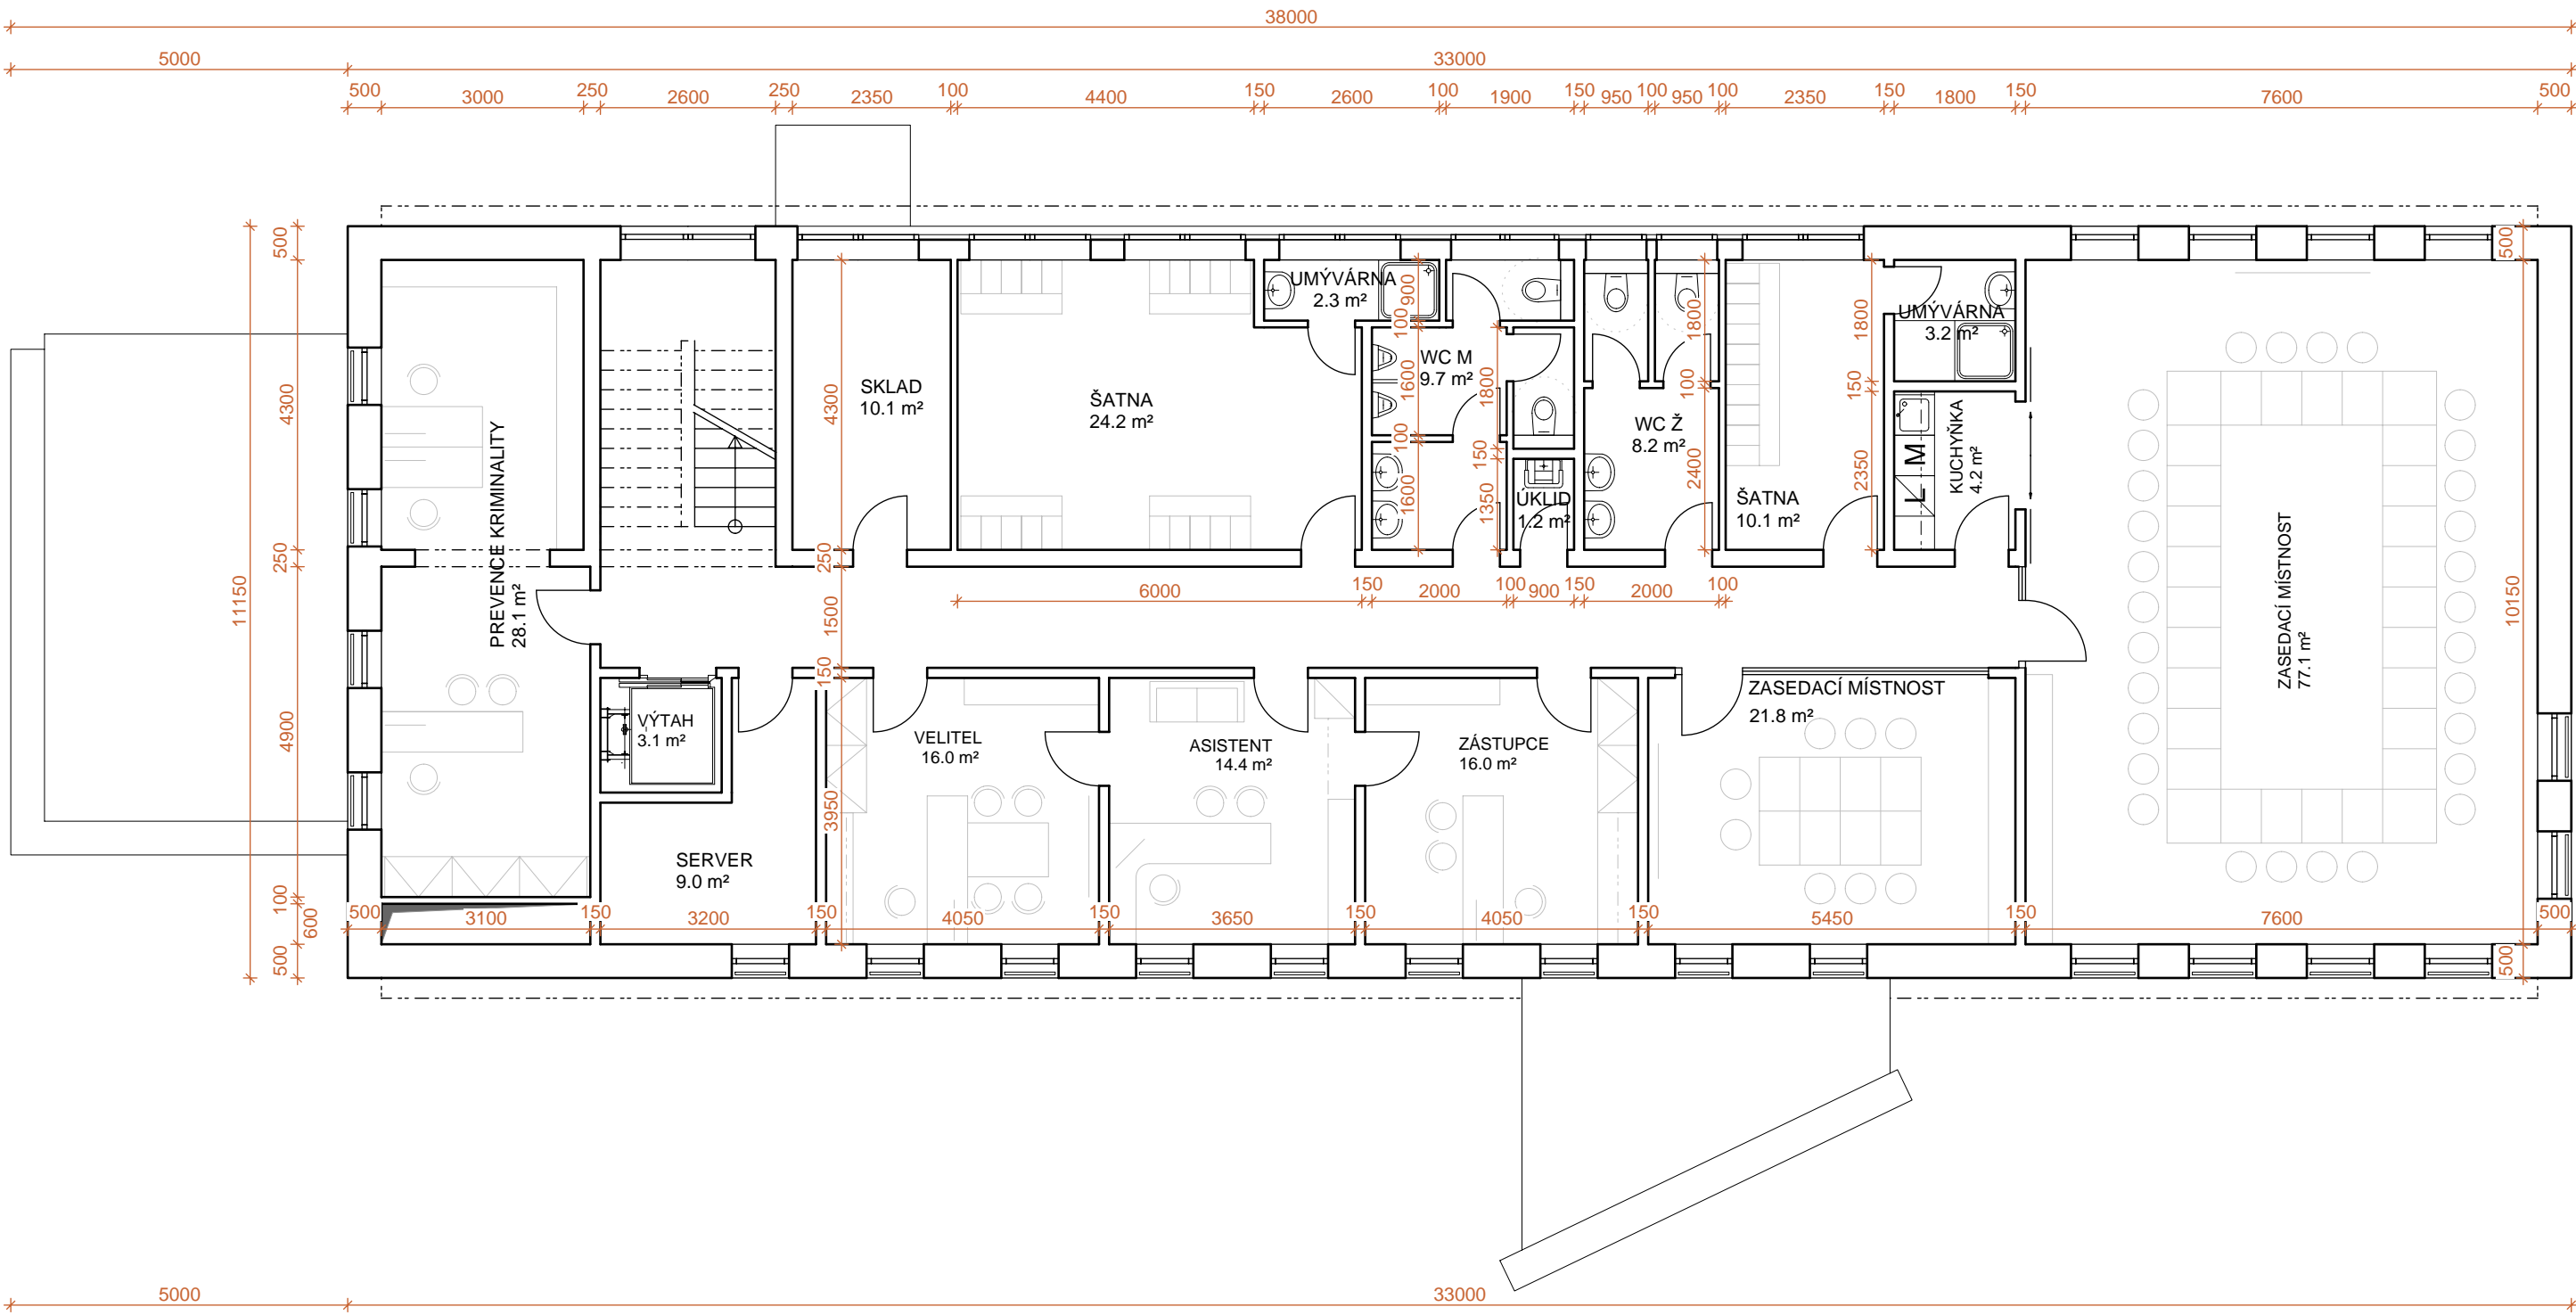 38000
5000 33000
500 3000 250 2600 250 2350 100 4400 150 2600 100 1900 150 950 100 950 100 2350 150 1800 150 7600 500
11150
500
4300
250
4900
100
600
500
PREVENCE KRIMINALITY
28.1 m²
SKLAD
10.1 m²
4300
250
1500
150
3950
ŠATNA
24.2 m²
UMÝVÁRNA
2.3 m²
900
100
1600
100
1600
WC M
9.7 m²
1800
150
1350
ÚKLID
1.2 m²
WC Ž
8.2 m²
1800
100
2400
ŠATNA
10.1 m²
1800
150
2350
UMÝVÁRNA
3.2 m²
L M
KUCHYŇKA
4.2 m²
ZASEDACÍ MÍSTNOST
77.1 m²
500
10150
500
6000 150 2000 100 900 150 2000 100
VÝTAH
3.1 m²
SERVER
9.0 m²
VELITEL
16.0 m²
ASISTENT
14.4 m²
ZÁSTUPCE
16.0 m²
ZASEDACÍ MÍSTNOST
21.8 m²
500 3100 150 3200 150 4050 150 3650 150 4050 150 5450 150 7600 500
5000 33000